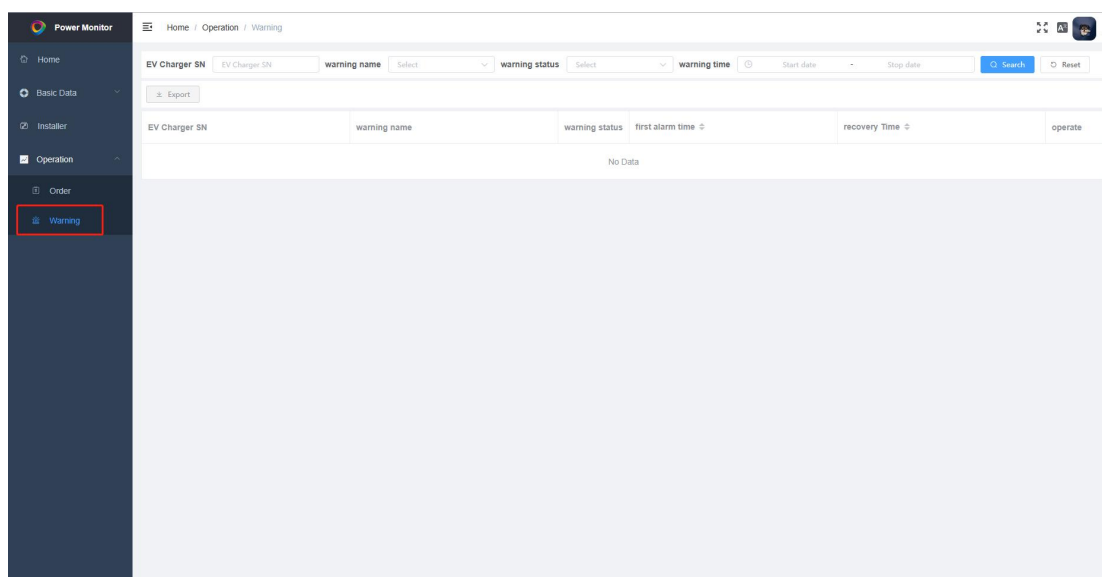 Power Monitor
Home / Operation / Warning
Home
Basic Data
Installer
Operation
Order
Warning
EV Charger SN EV Charger SN warning name Select warning status Select warning time Start date - Stop date Search Reset
Export
EV Charger SN warning name warning status first alarm time recovery Time operate
No Data